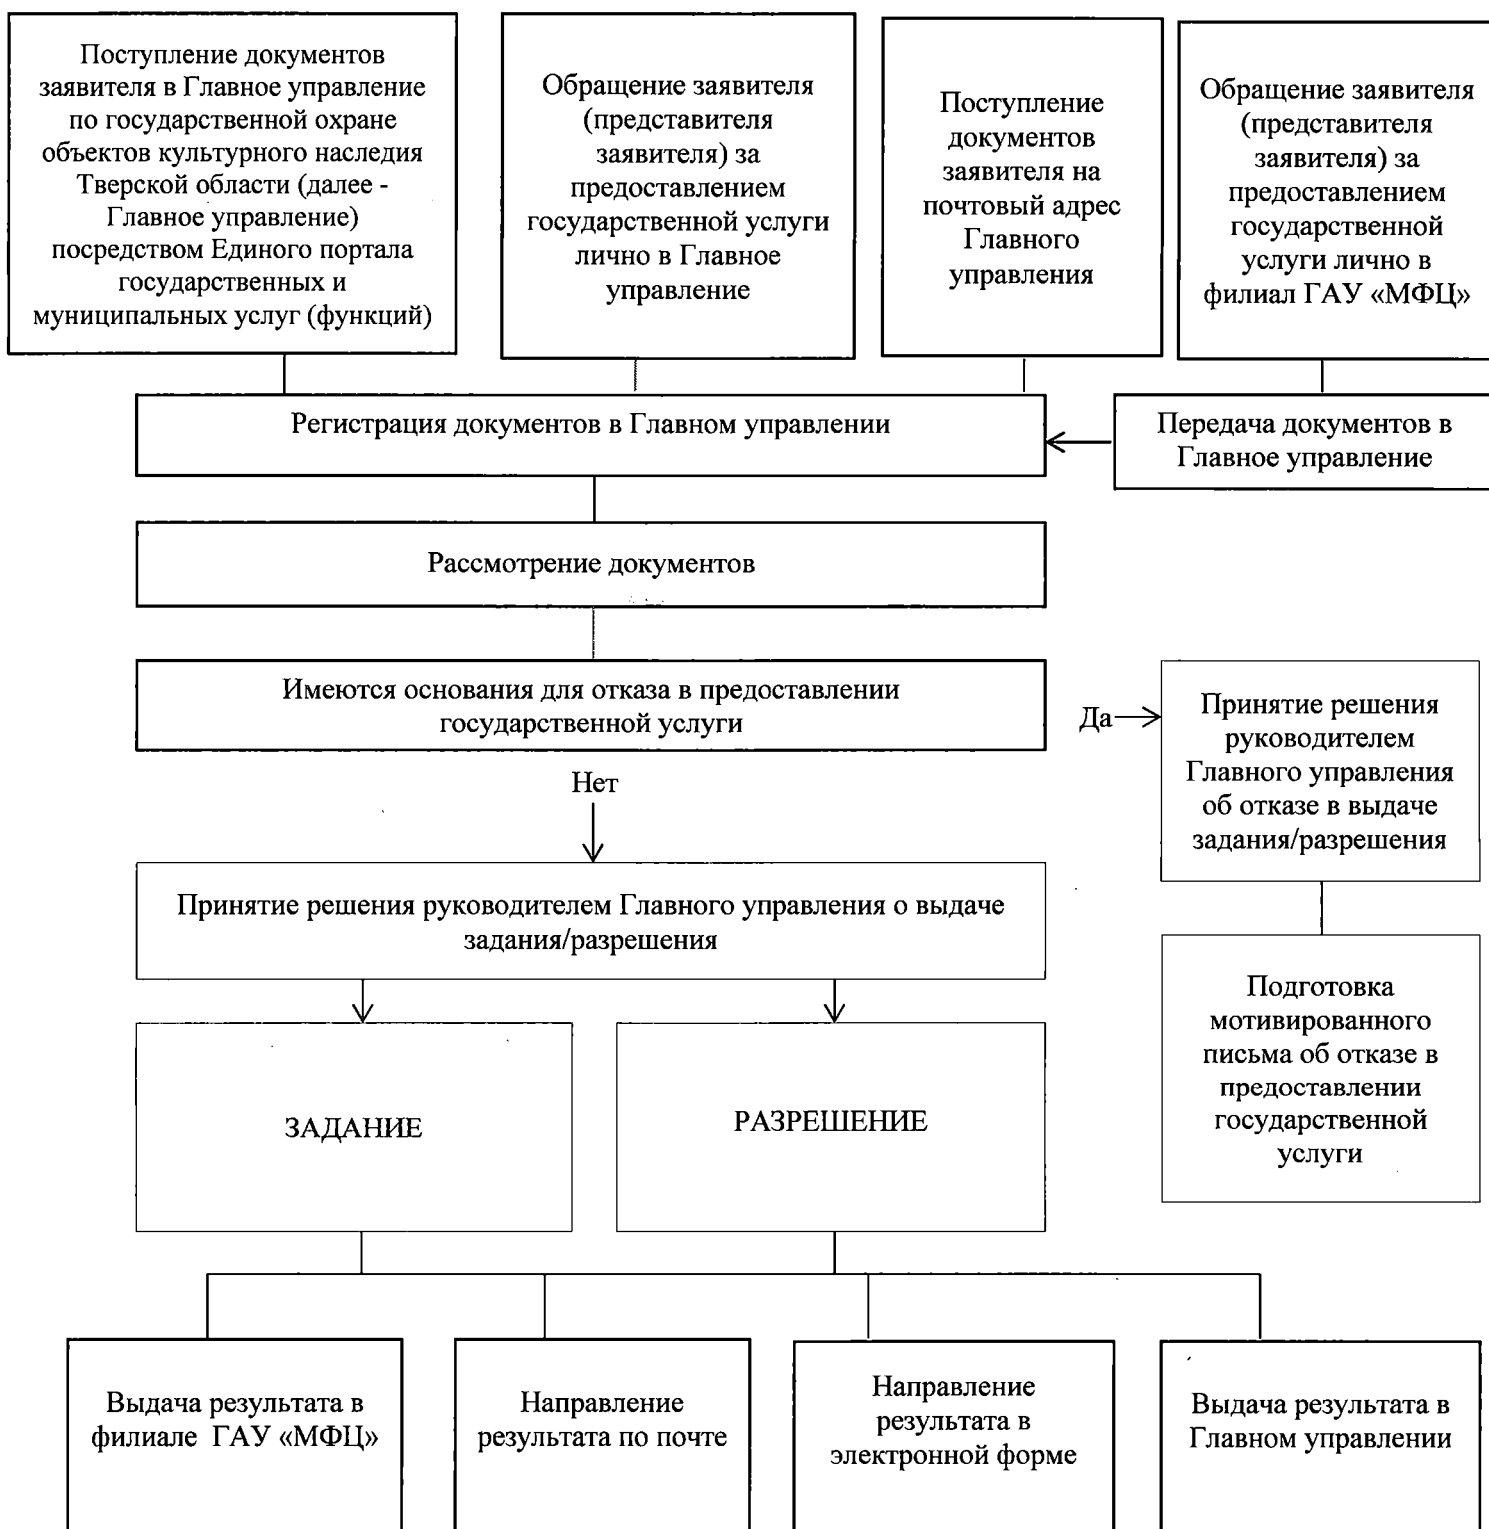 Поступление документов
заявителя в Главное управление
по государственной охране
объектов культурного наследия
Тверской области (далее -
Главное управление)
посредством Единого портала
государственных и
муниципальных услуг (функций)
Обращение заявителя
(представителя
заявителя) за
предоставлением
государственной услуги
лично в Главное
управление
Поступление
документов
заявителя на
почтовый адрес
Главного
управления
Обращение заявителя
(представителя
заявителя) за
предоставлением
государственной
услуги лично в
филиал ГАУ «МФЦ»
Регистрация документов в Главном управлении
Передача документов в
Главное управление
Рассмотрение документов
Имеются основания для отказа в предоставлении
государственной услуги
Да
Принятие решения
руководителем
Главного управления
об отказе в выдаче
задания/разрешения
Нет
Принятие решения руководителем Главного управления о выдаче
задания/разрешения
Подготовка
мотивированного
письма об отказе в
предоставлении
государственной
услуги
ЗАДАНИЕ
РАЗРЕШЕНИЕ
Выдача результата в
филиале ГАУ «МФЦ»
Направление
результата по почте
Направление
результата в
электронной форме
Выдача результата в
Главном управлении